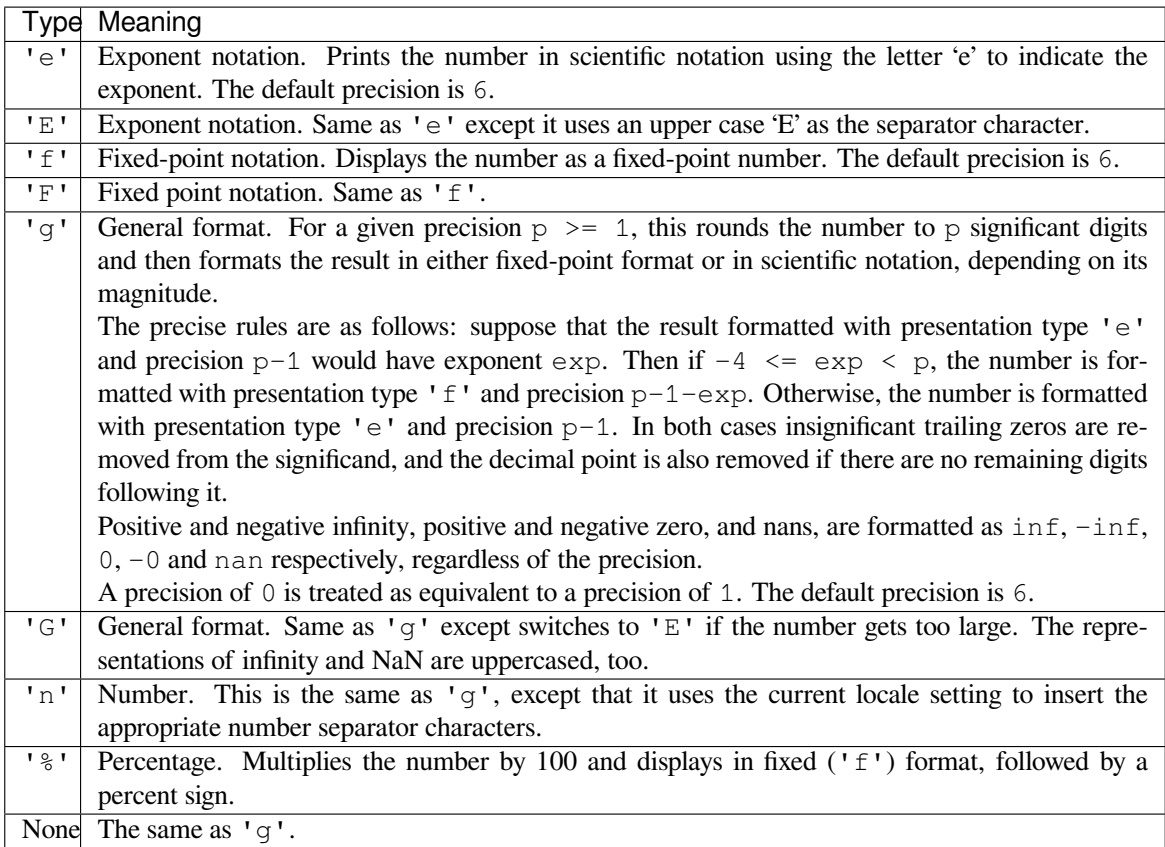 Type Meaning
'e' Exponent notation. Prints the number in scientific notation using the letter ‘e’ to indicate the
exponent. The default precision is 6.
'E' Exponent notation. Same as 'e' except it uses an upper case ‘E’ as the separator character.
'f' Fixed-point notation. Displays the number as a fixed-point number. The default precision is 6.
'F' Fixed point notation. Same as 'f'.
'g' General format. For a given precision p >= 1, this rounds the number to p significant digits
and then formats the result in either fixed-point format or in scientific notation, depending on its
magnitude.
The precise rules are as follows: suppose that the result formatted with presentation type 'e'
and precision p-1 would have exponent exp. Then if -4 <= exp < p, the number is for-
matted with presentation type 'f' and precision p-1-exp. Otherwise, the number is formatted
with presentation type 'e' and precision p-1. In both cases insignificant trailing zeros are re-
moved from the significand, and the decimal point is also removed if there are no remaining digits
following it.
Positive and negative infinity, positive and negative zero, and nans, are formatted as inf, -inf,
0, -0 and nan respectively, regardless of the precision.
A precision of 0 is treated as equivalent to a precision of 1. The default precision is 6.
'G' General format. Same as 'g' except switches to 'E' if the number gets too large. The repre-
sentations of infinity and NaN are uppercased, too.
'n' Number. This is the same as 'g', except that it uses the current locale setting to insert the
appropriate number separator characters.
'%' Percentage. Multiplies the number by 100 and displays in fixed ('f') format, followed by a
percent sign.
None The same as 'g'.